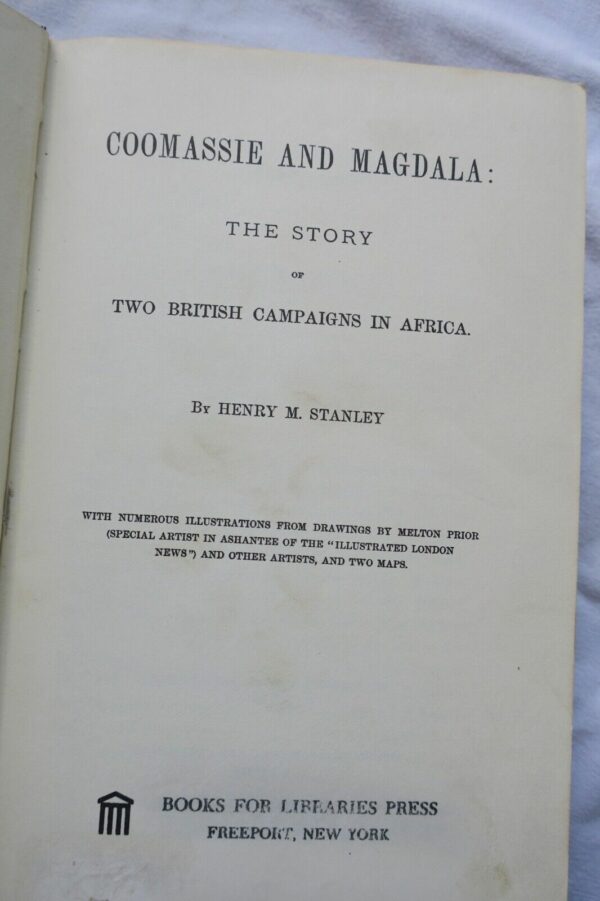 COOMASSIE AND MAGDALA:
THE STORY
OF
TWO BRITISH CAMPAIGNS IN AFRICA.
By HENRY M. STANLEY
WITH NUMEROUS ILLUSTRATIONS FROM DRAWINGS BY MELTON PRIOR
(SPECIAL ARTIST IN ASHANTEE OF THE "ILLUSTRATED LONDON
NEWS") AND OTHER ARTISTS, AND TWO MAPS.
BOOKS FOR LIBRARIES PRESS
FREEPORT, NEW YORK